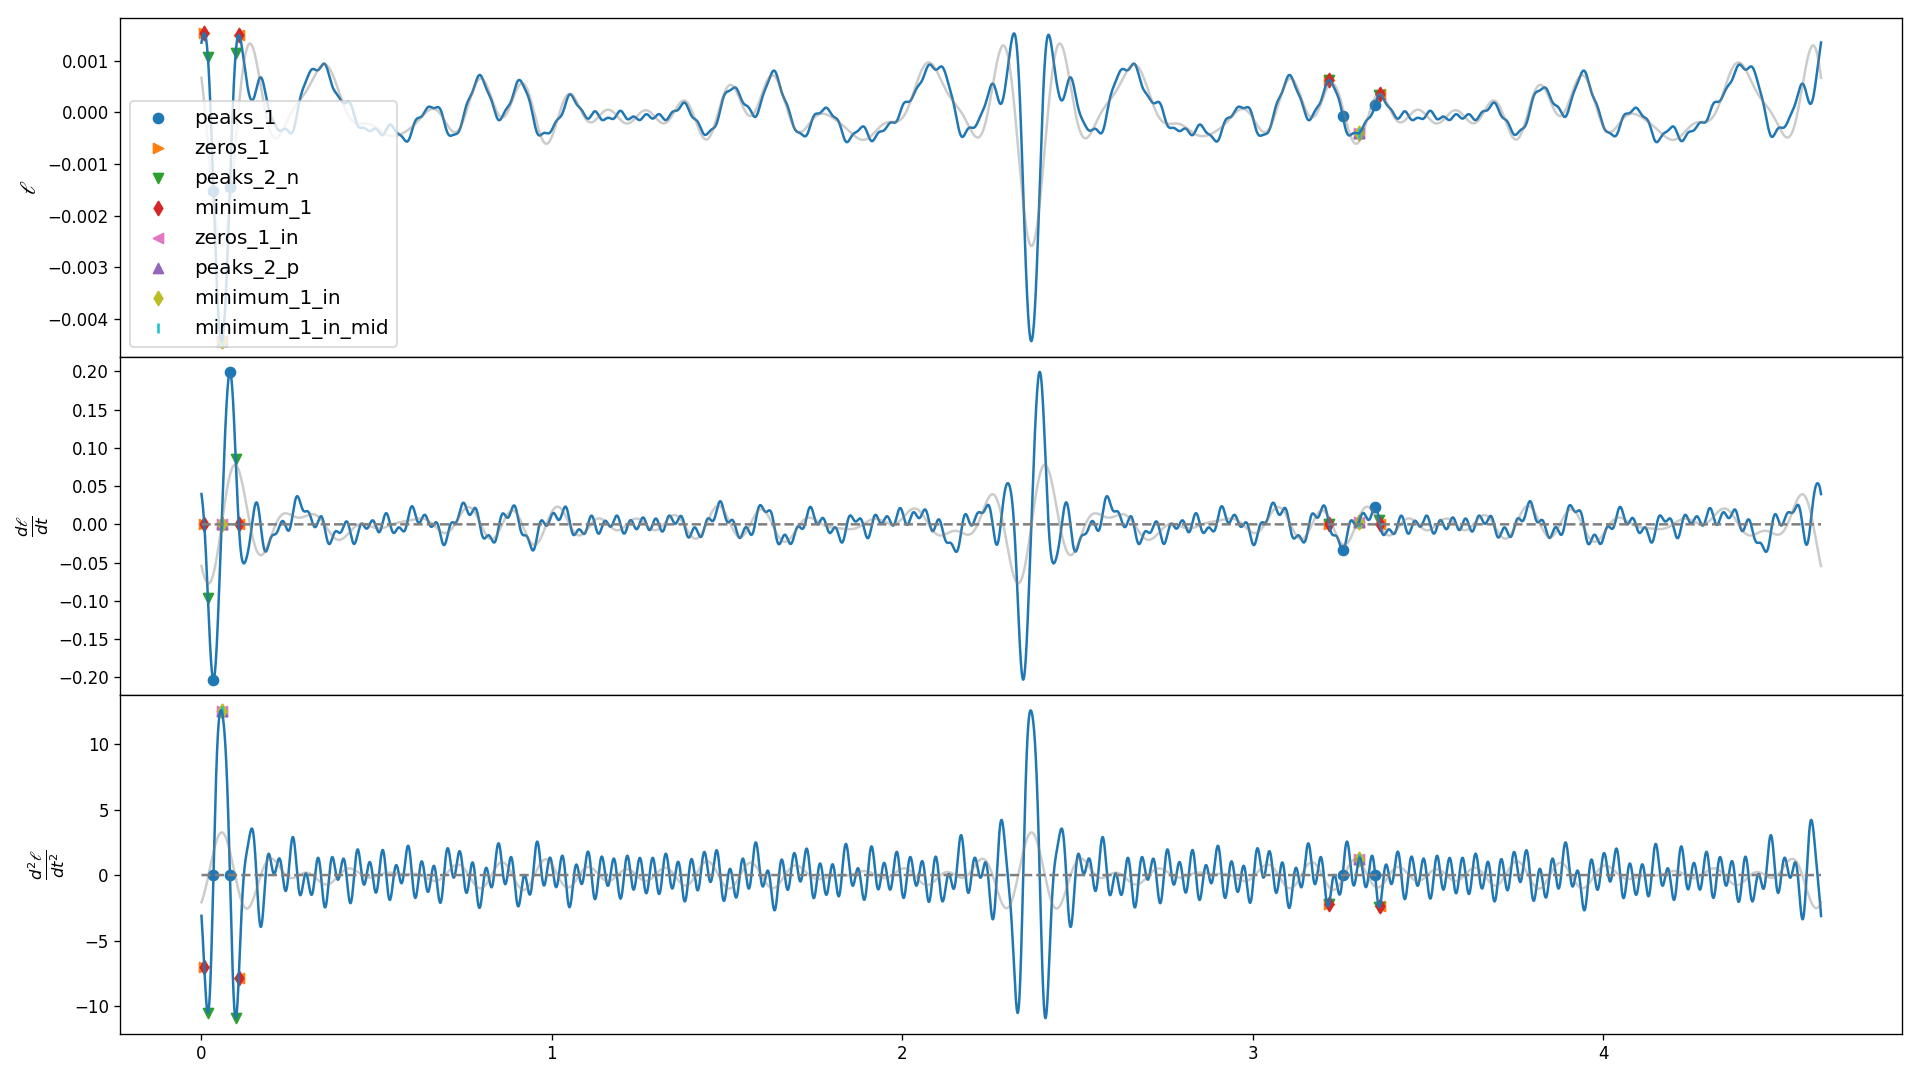 0.001
0.000
−0.001
−0.002
−0.003
−0.004
ℓ
peaks_1
zeros_1
peaks_2_n
minimum_1
zeros_1_in
peaks_2_p
minimum_1_in
minimum_1_in_mid
0.20
0.15
0.10
0.05
0.00
−0.05
−0.10
−0.15
−0.20
dℓ
dt
10
5
0
−5
−10
d²ℓ
dt²
0 1 2 3 4